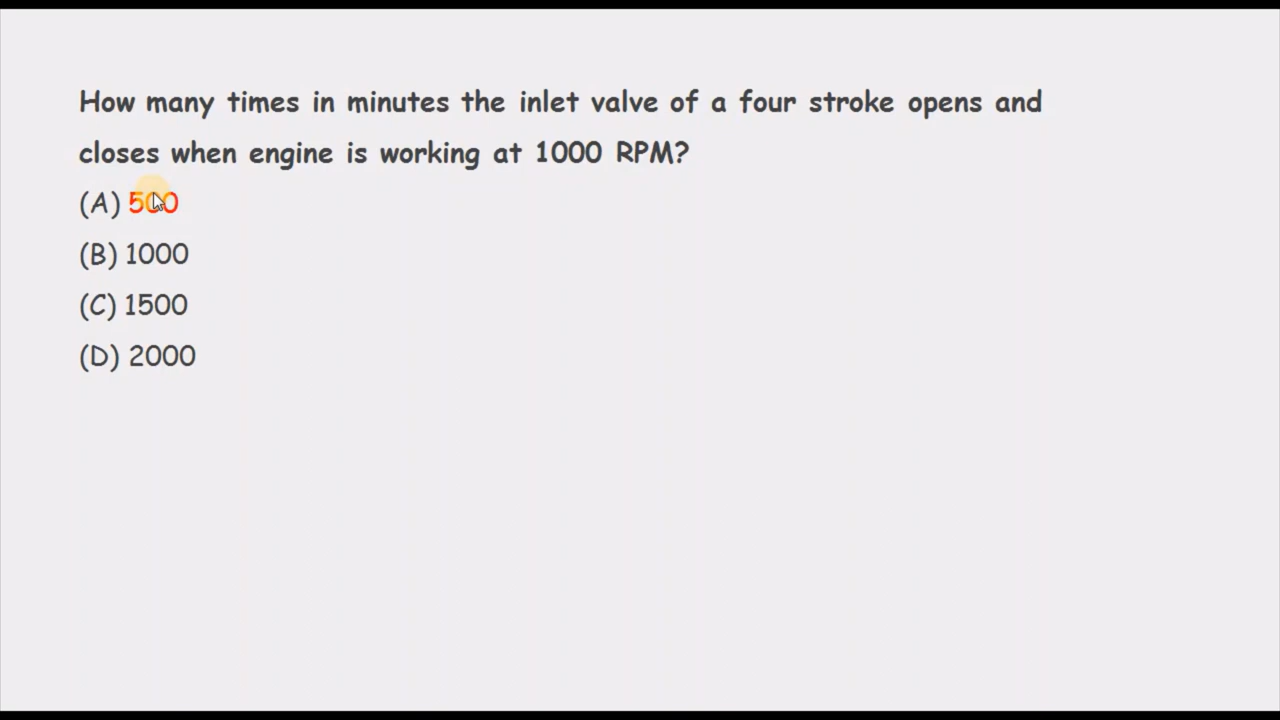 How many times in minutes the inlet valve of a four stroke opens and
closes when engine is working at 1000 RPM?
(A) 500
(B) 1000
(C) 1500
(D) 2000